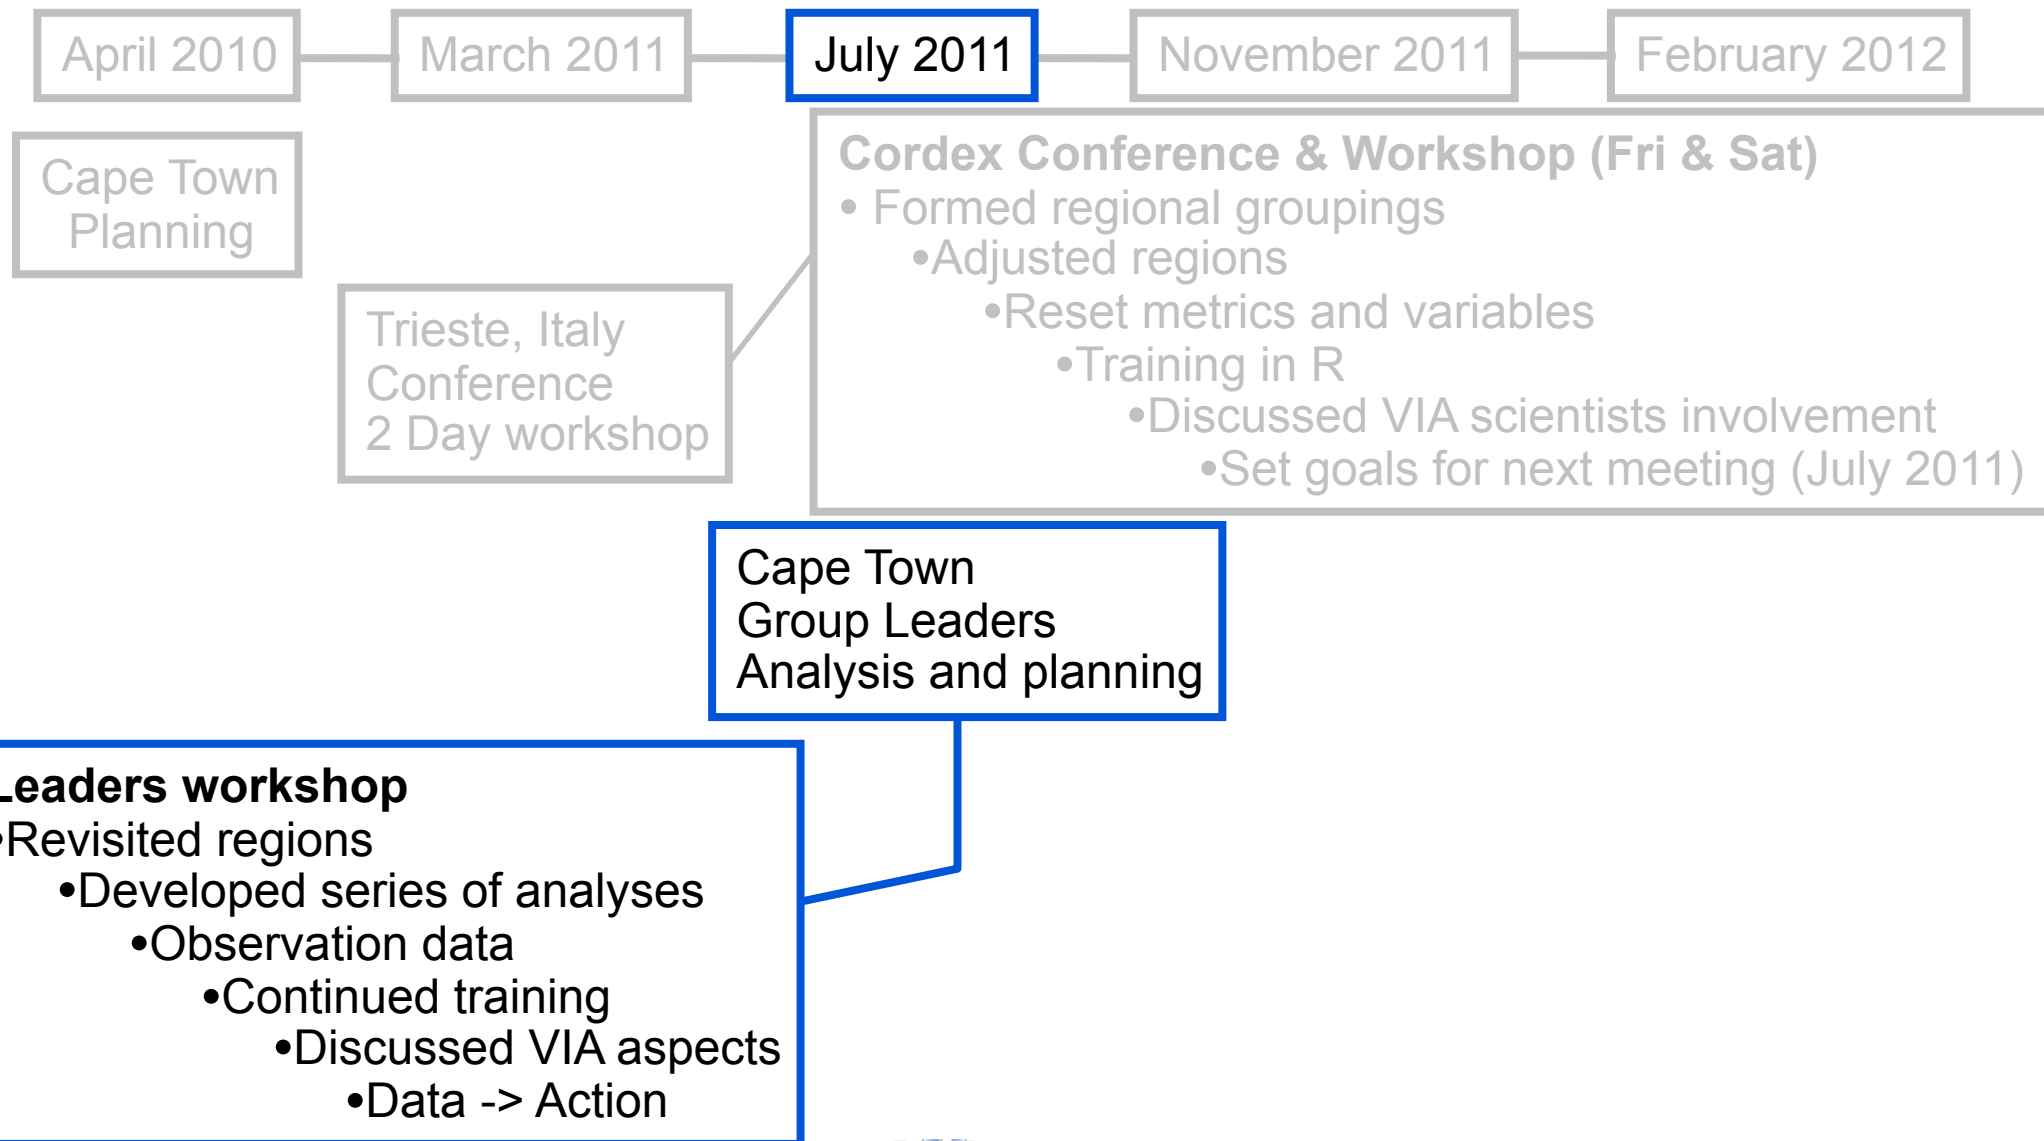 April 2010
March 2011
July 2011
November 2011
February 2012
Cape Town
Planning
Trieste, Italy
Conference
2 Day workshop
Cordex Conference & Workshop (Fri & Sat)
• Formed regional groupings
•Adjusted regions
•Reset metrics and variables
•Training in R
•Discussed VIA scientists involvement
•Set goals for next meeting (July 2011)
Cape Town
Group Leaders
Analysis and planning
Leaders workshop
•Revisited regions
•Developed series of analyses
•Observation data
•Continued training
•Discussed VIA aspects
•Data -> Action